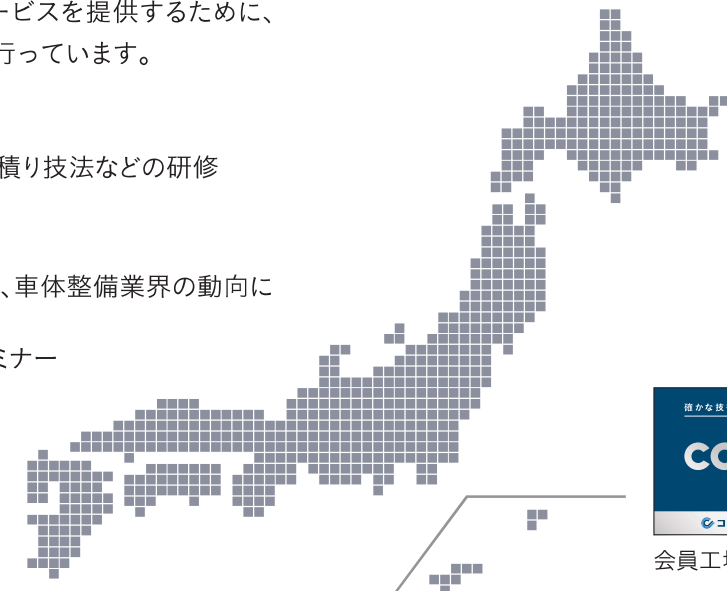 ービスを提供するために、
行っています。
積り技法などの研修
、車体整備業界の動向に
ミナー
確かな技
CO
コ
会員工場